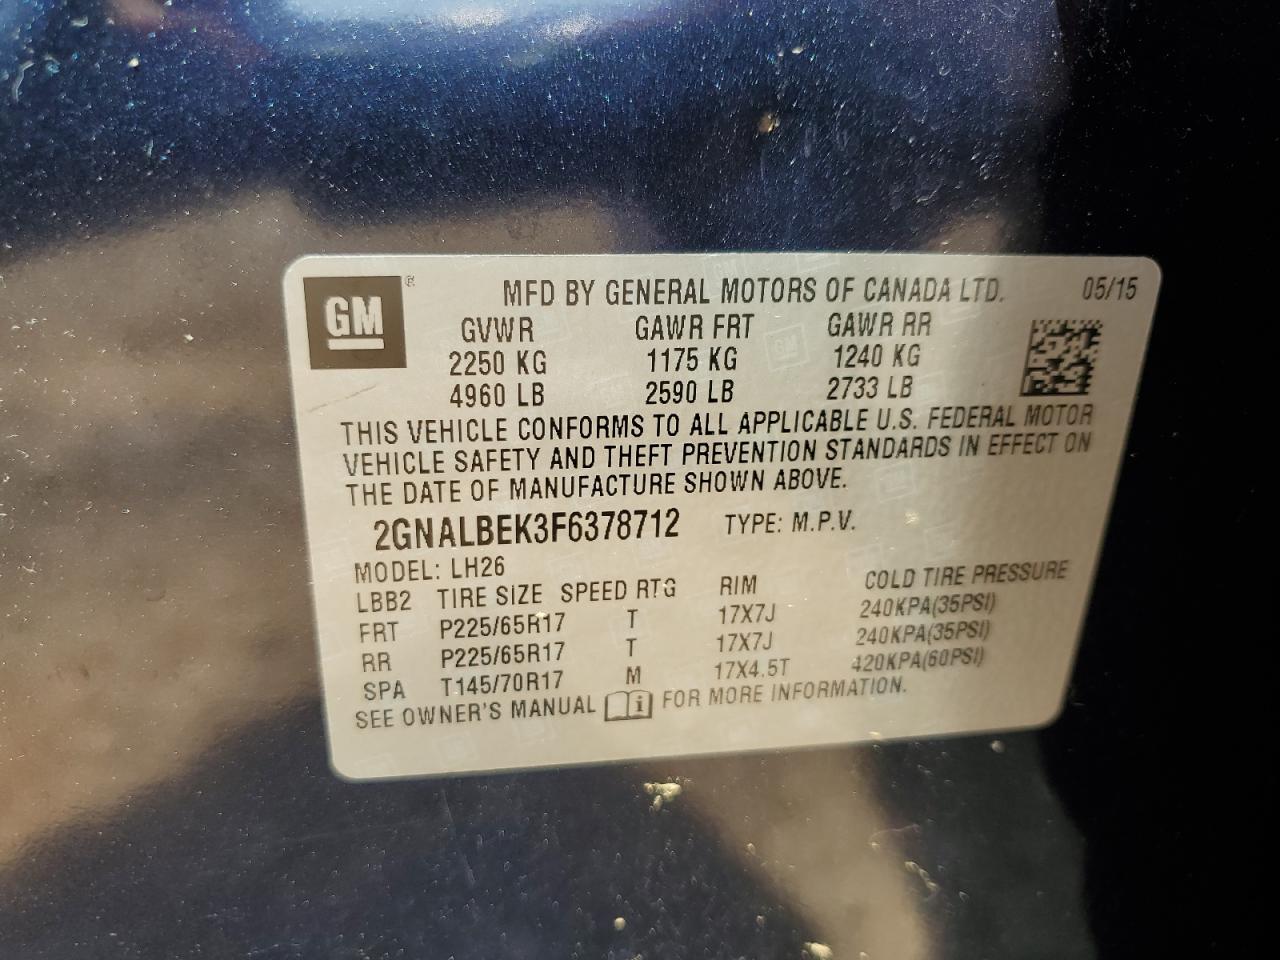 GM ® MFD BY GENERAL MOTORS OF CANADA LTD. 05/15
GVWR GAWR FRT GAWR RR
2250 KG 1175 KG 1240 KG
4960 LB 2590 LB 2733 LB
THIS VEHICLE CONFORMS TO ALL APPLICABLE U.S. FEDERAL MOTOR
VEHICLE SAFETY AND THEFT PREVENTION STANDARDS IN EFFECT ON
THE DATE OF MANUFACTURE SHOWN ABOVE.
2GNALBEK3F6378712 TYPE: M.P.V.
MODEL: LH26
LBB2 TIRE SIZE SPEED RTG RIM COLD TIRE PRESSURE
FRT P225/65R17 T 17X7J 240KPA(35PSI)
RR P225/65R17 T 17X7J 240KPA(35PSI)
SPA T145/70R17 M 17X4.5T 420KPA(60PSI)
SEE OWNER'S MANUAL i FOR MORE INFORMATION.